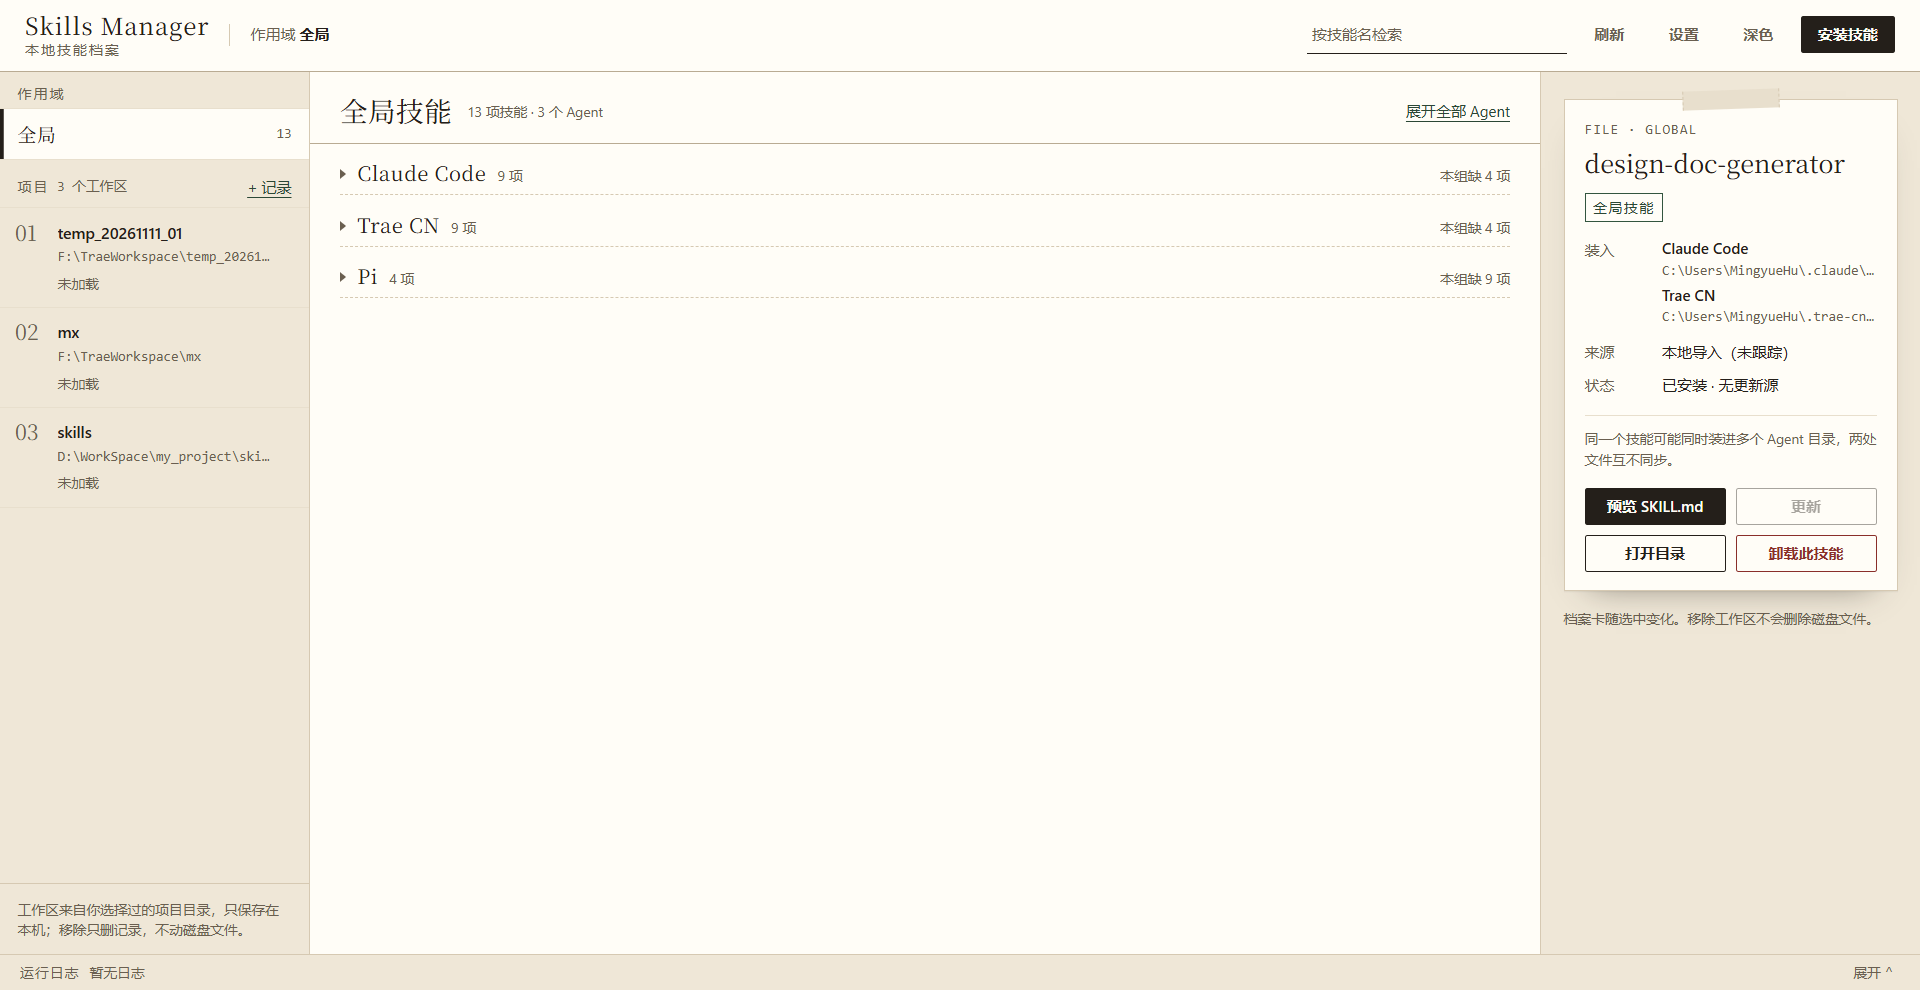 Skills Manager
本地技能档案
作用域 全局
按技能名检索
刷新
设置
深色
安装技能
作用域
全局
13
项目 3 个工作区
+ 记录
01
temp_20261111_01
F:\TraeWorkspace\temp_20261…
未加载
02
mx
F:\TraeWorkspace\mx
未加载
03
skills
D:\WorkSpace\my_project\ski…
未加载
工作区来自你选择过的项目目录，只保存在
本机；移除只删记录，不动磁盘文件。
全局技能
13 项技能 · 3 个 Agent
展开全部 Agent
Claude Code 9 项
本组缺 4 项
Trae CN 9 项
本组缺 4 项
Pi 4 项
本组缺 9 项
FILE · GLOBAL
design-doc-generator
全局技能
装入
Claude Code
C:\Users\MingyueHu\.claude\…
Trae CN
C:\Users\MingyueHu\.trae-cn…
来源
本地导入（未跟踪）
状态
已安装 · 无更新源
同一个技能可能同时装进多个 Agent 目录，两处
文件互不同步。
预览 SKILL.md
更新
打开目录
卸载此技能
档案卡随选中变化。移除工作区不会删除磁盘文件。
运行日志 暂无日志
展开 ^